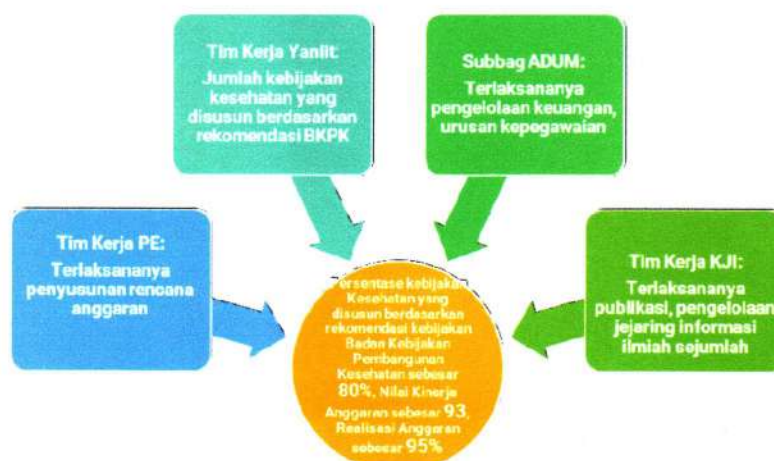 Tim Kerja Yanlit:
Jumlah kebijakan
kesehatan yang
disusun berdasarkan
rekomendasi BKPK
Subbag ADUM:
Terlaksananya
pengelolaan keuangan,
urusan kepegawaian
Tim Kerja PE:
Terlaksananya
penyusunan rencana
anggaran
Tim Kerja KJI:
Terlaksananya
publikasi, pengelolaan
jejaring informasi
ilmiah sejumlah
Persentase kebijakan
Kesehatan yang
disusun berdasarkan
rekomendasi kebijakan
Badan Kebijakan
Pembangunan
Kesehatan sebesar
80%, Nilai Kinerja
Anggaran sebesar 93,
Realisasi Anggaran
sebesar 95%